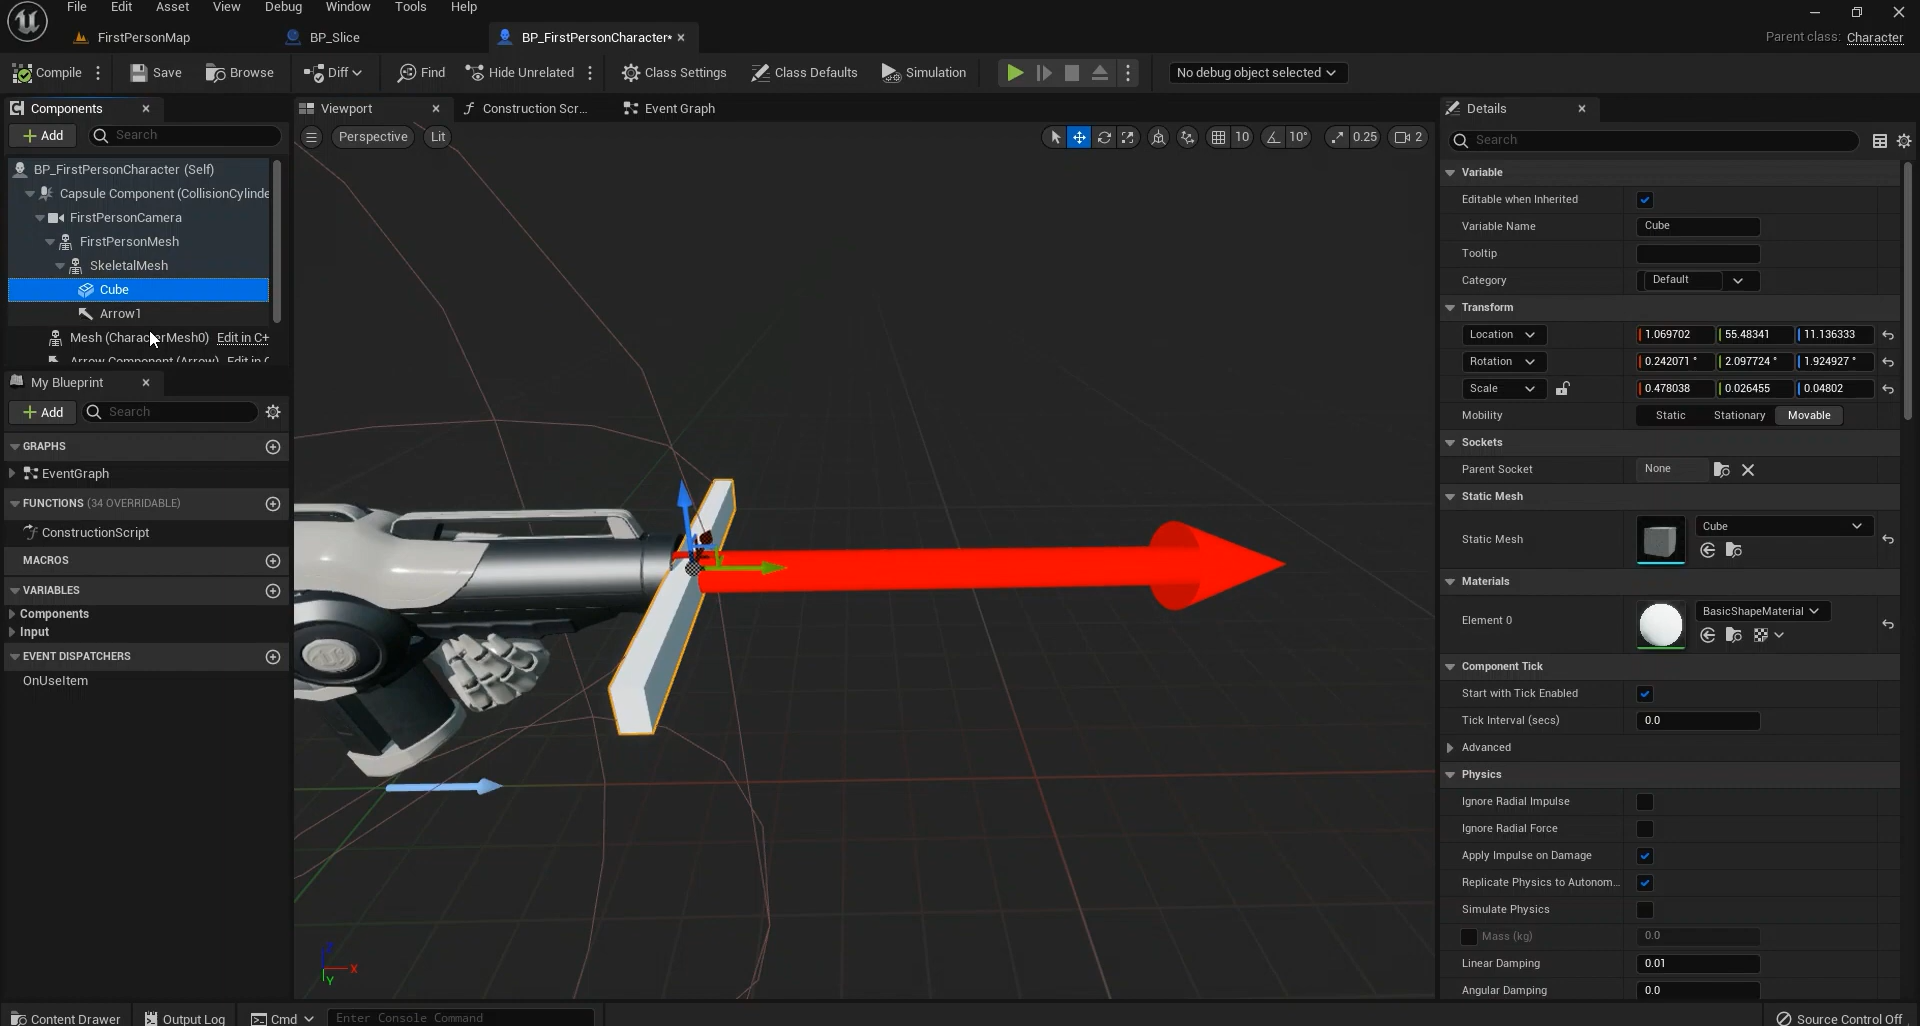 File Edit Asset View Debug Window Tools Help
FirstPersonMap BP_Slice BP_FirstPersonCharacter* Parent class: Character
Compile Save Browse Diff Find Hide Unrelated Class Settings Class Defaults Simulation No debug object selected
Components Viewport Construction Scr... Event Graph Details
Add Search Perspective Lit 10 10° 0.25 2 Search
BP_FirstPersonCharacter (Self)
Capsule Component (CollisionCylinde
FirstPersonCamera
FirstPersonMesh
SkeletalMesh
Cube
Arrow1
Mesh (CharacterMesh0) Edit in C+
Arrow Component (Arrow) Edit in C
My Blueprint
Add Search
GRAPHS
EventGraph
FUNCTIONS (34 OVERRIDABLE)
ConstructionScript
MACROS
VARIABLES
Components
Input
EVENT DISPATCHERS
OnUseItem
X
Y
Variable
Editable when Inherited
Variable Name Cube
Tooltip
Category Default
Transform
Location 1.069702 55.48341 11.136333
Rotation 0.242071 ° 2.097724 ° 1.924927 °
Scale 0.478038 0.026455 0.04802
Mobility Static Stationary Movable
Sockets
Parent Socket None
Static Mesh
Static Mesh Cube
Materials
Element 0 BasicShapeMaterial
Component Tick
Start with Tick Enabled
Tick Interval (secs) 0.0
Advanced
Physics
Ignore Radial Impulse
Ignore Radial Force
Apply Impulse on Damage
Replicate Physics to Autonom...
Simulate Physics
Mass (kg) 0.0
Linear Damping 0.01
Angular Damping 0.0
Content Drawer Output Log Cmd Enter Console Command Source Control Off